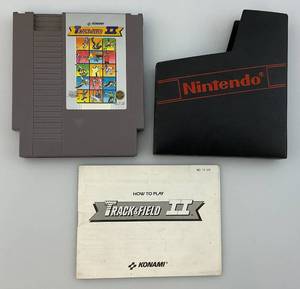 KONAMI
TRACK & FIELD II
Nintendo®
HOW TO PLAY
TRACK & FIELD II
KONAMI